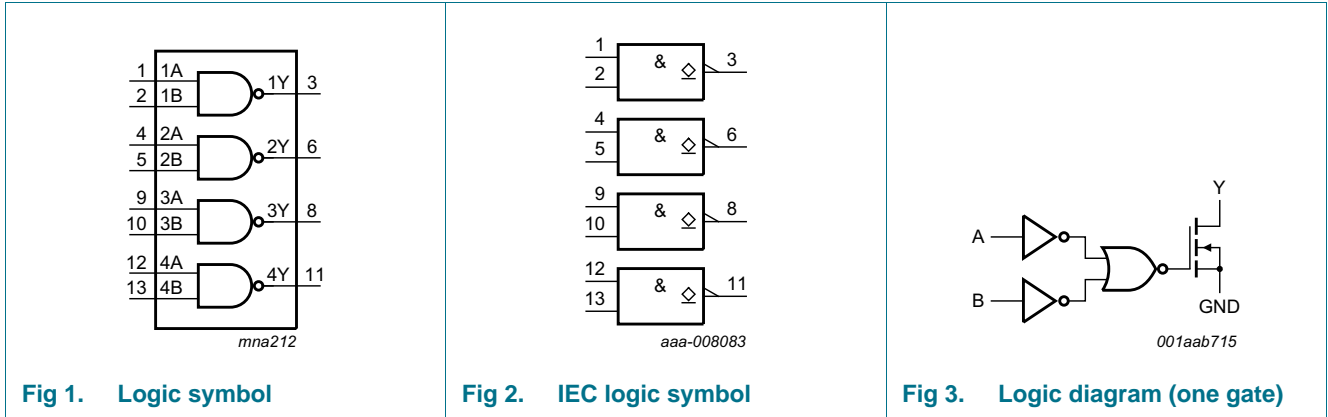 1 1A 1Y 3
2 1B
4 2A 2Y 6
5 2B
9 3A 3Y 8
10 3B
12 4A 4Y 11
13 4B
mna212
Fig 1. Logic symbol
1 & 3
2
4 & 6
5
9 & 8
10
12 & 11
13
aaa-008083
Fig 2. IEC logic symbol
Y
A
B
GND
001aab715
Fig 3. Logic diagram (one gate)